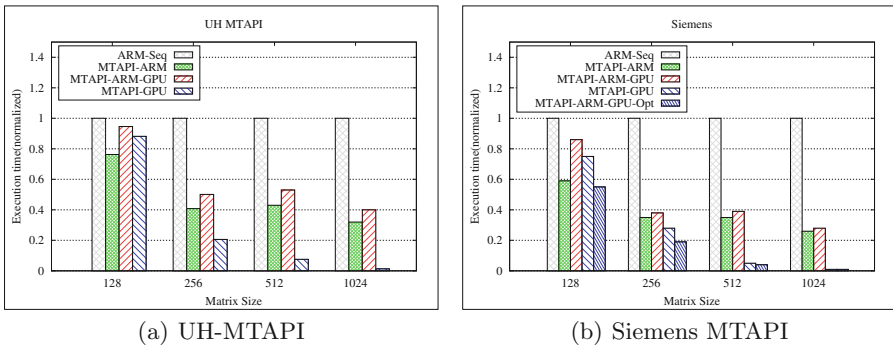 UH MTAPI
Execution time(normalized)
1.4
1.2
1
0.8
0.6
0.4
0.2
0
ARM-Seq
MTAPI-ARM
MTAPI-ARM-GPU
MTAPI-GPU
128
256
512
1024
Matrix Size
(a) UH-MTAPI
Siemens
Execution time(normalized)
1.4
1.2
1
0.8
0.6
0.4
0.2
0
ARM-Seq
MTAPI-ARM
MTAPI-ARM-GPU
MTAPI-GPU
MTAPI-ARM-GPU-Opt
128
256
512
1024
Matrix Size
(b) Siemens MTAPI